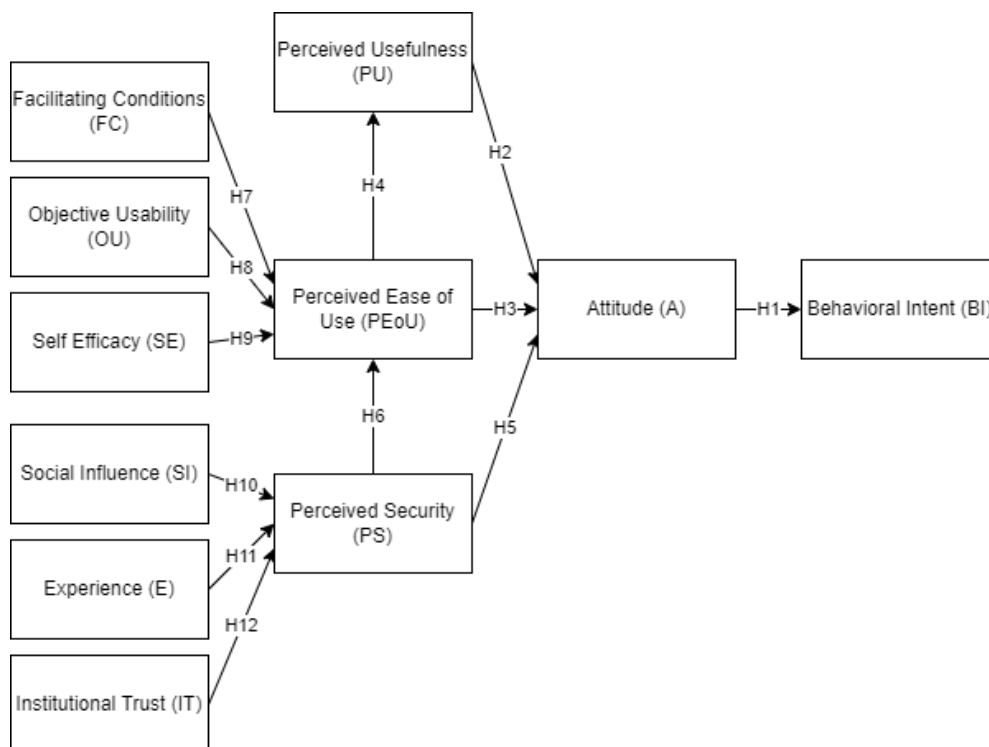 Perceived Usefulness
(PU)
Facilitating Conditions
(FC)
H2
H4
H7
Objective Usability
(OU)
H8
Perceived Ease of
Use (PEoU)
H3
Attitude (A)
H1
Behavioral Intent (BI)
Self Efficacy (SE)
H9
H6
H5
Social Influence (SI)
H10
Perceived Security
(PS)
H11
Experience (E)
H12
Institutional Trust (IT)